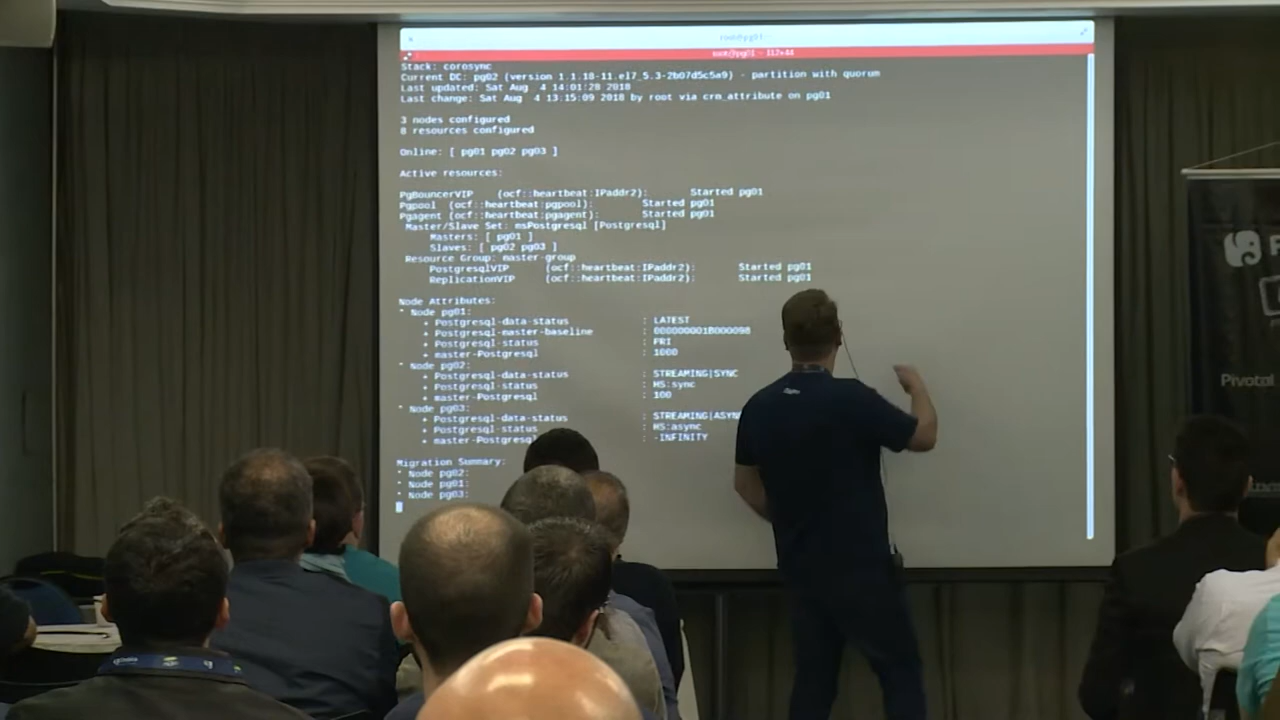 root@pg01:~
root@pg01:~ 112x44
Stack: corosync
Current DC: pg02 (version 1.1.18-11.el7_5.3-2b07d5c5a9) - partition with quorum
Last updated: Sat Aug  4 14:01:28 2018
Last change: Sat Aug  4 13:15:09 2018 by root via crm_attribute on pg01
3 nodes configured
8 resources configured
Online: [ pg01 pg02 pg03 ]
Active resources:
PgBouncerVIP    (ocf::heartbeat:IPaddr2):       Started pg01
Pgpool  (ocf::heartbeat:pgpool):        Started pg01
Pgagent (ocf::heartbeat:pgagent):       Started pg01
Master/Slave Set: msPostgresql [Postgresql]
Masters: [ pg01 ]
Slaves: [ pg02 pg03 ]
Resource Group: master-group
PostgresqlVIP      (ocf::heartbeat:IPaddr2):       Started pg01
ReplicationVIP     (ocf::heartbeat:IPaddr2):       Started pg01
Node Attributes:
* Node pg01:
+ Postgresql-data-status : LATEST
+ Postgresql-master-baseline : 000000001B000098
+ Postgresql-status : PRI
+ master-Postgresql : 1000
* Node pg02:
+ Postgresql-data-status : STREAMING|SYNC
+ Postgresql-status : HS:sync
+ master-Postgresql : 100
* Node pg03:
+ Postgresql-data-status : STREAMING|ASYN
+ Postgresql-status : HS:async
+ master-Postgresql : -INFINITY
Migration Summary:
* Node pg02:
* Node pg01:
* Node pg03:
Pivotal